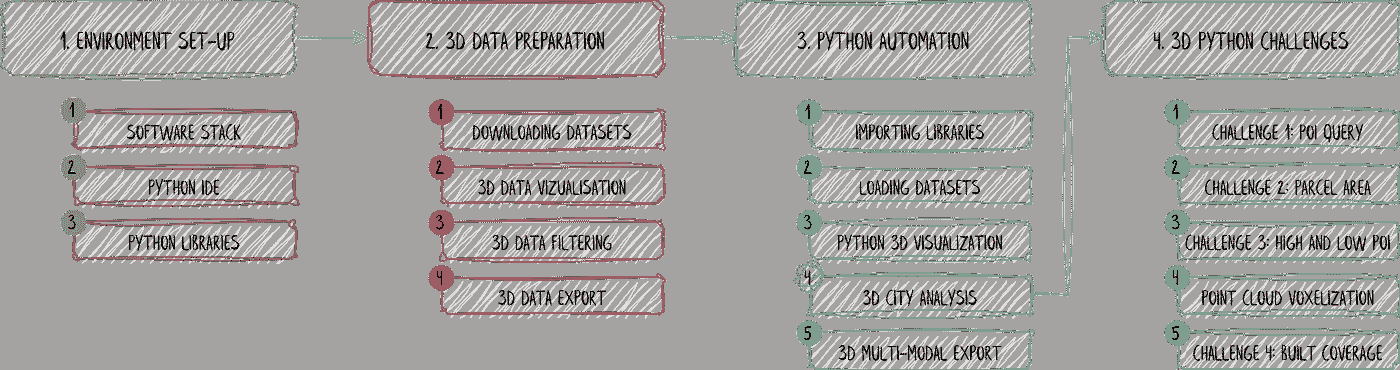 1. ENVIRONMENT SET-UP
1
SOFTWARE STACK
2
PYTHON IDE
3
PYTHON LIBRARIES
2. 3D DATA PREPARATION
1
DOWNLOADING DATASETS
2
3D DATA VIZUALISATION
3
3D DATA FILTERING
4
3D DATA EXPORT
3. PYTHON AUTOMATION
1
IMPORTING LIBRARIES
2
LOADING DATASETS
3
PYTHON 3D VISUALIZATION
4
3D CITY ANALYSIS
5
3D MULTI-MODAL EXPORT
4. 3D PYTHON CHALLENGES
1
CHALLENGE 1: POI QUERY
2
CHALLENGE 2: PARCEL AREA
3
CHALLENGE 3: HIGH AND LOW POI
4
POINT CLOUD VOXELIZATION
5
CHALLENGE 4: BUILT COVERAGE